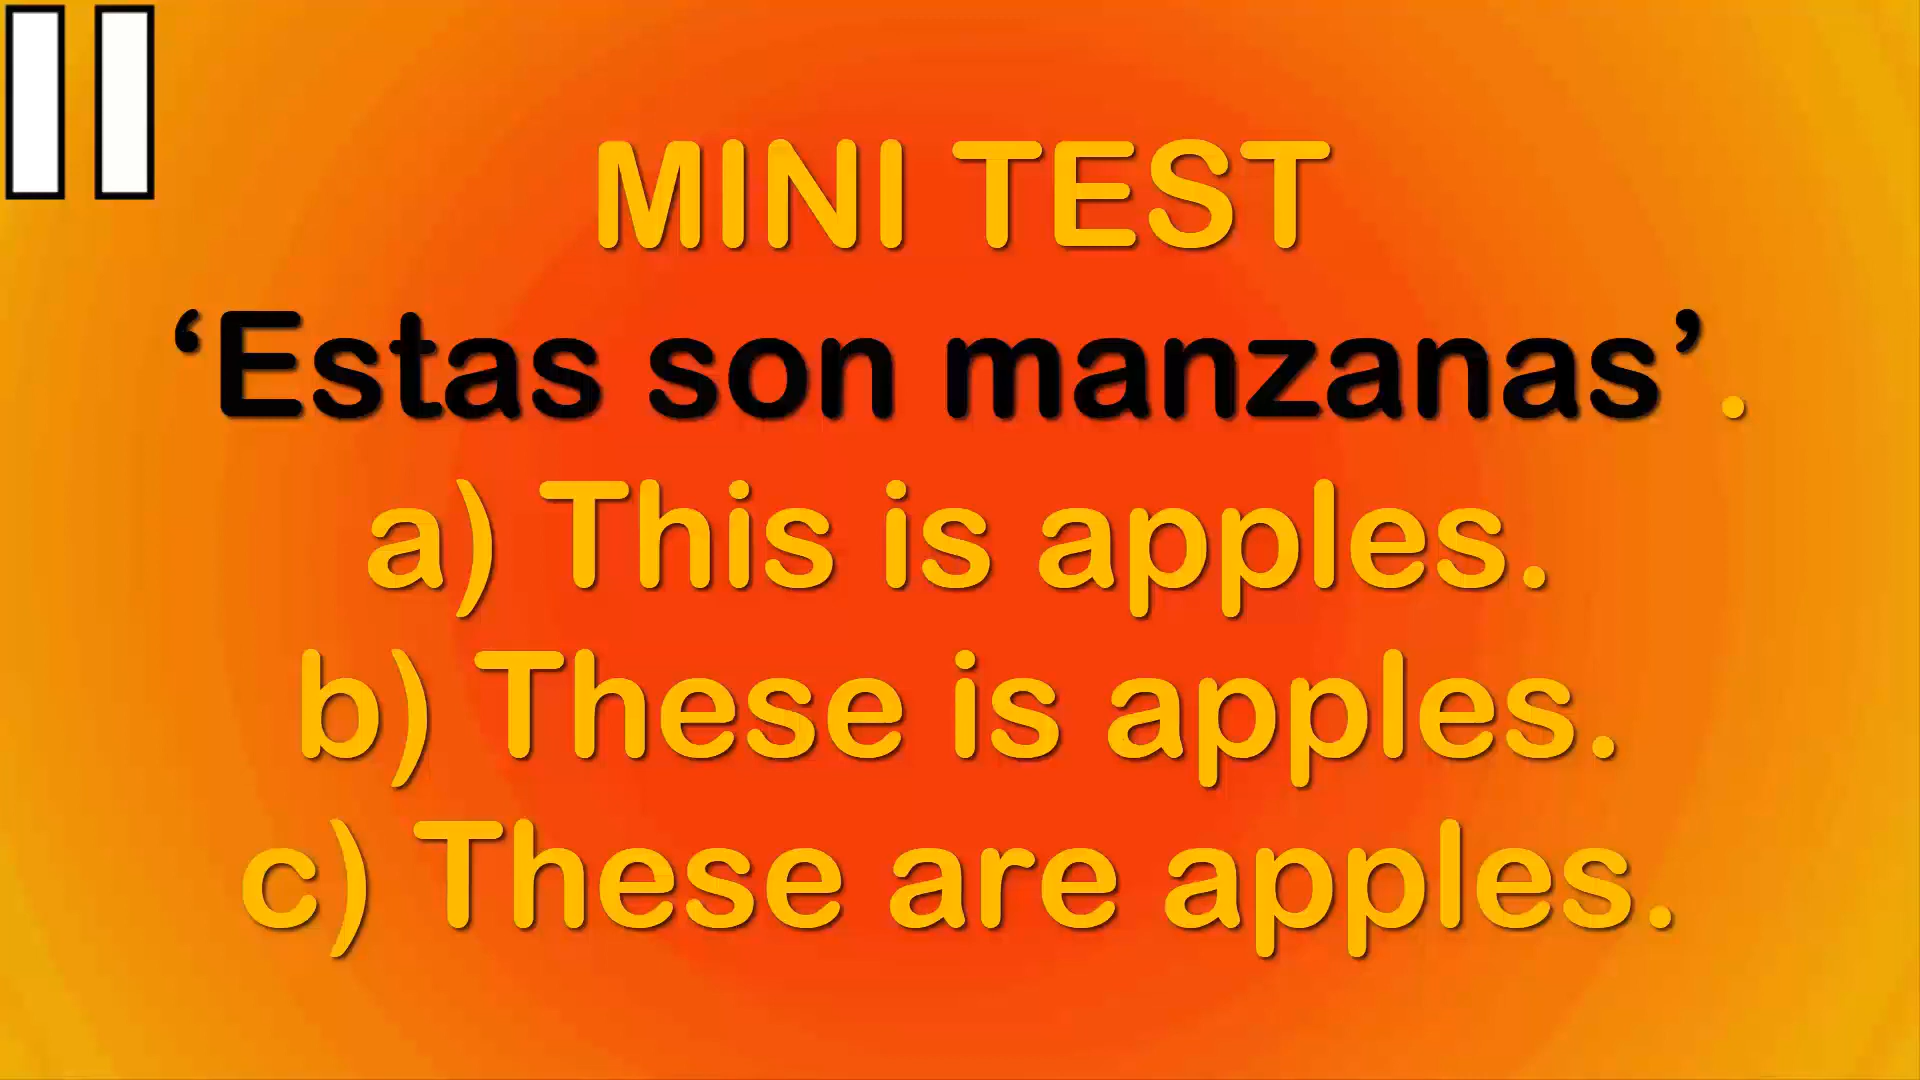 MINI TEST
‘Estas son manzanas’.
a) This is apples.
b) These is apples.
c) These are apples.